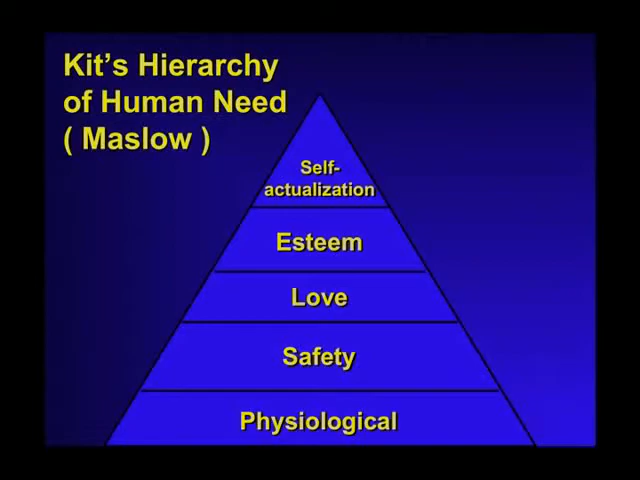 Kit's Hierarchy
of Human Need
( Maslow )
Self-
actualization
Esteem
Love
Safety
Physiological